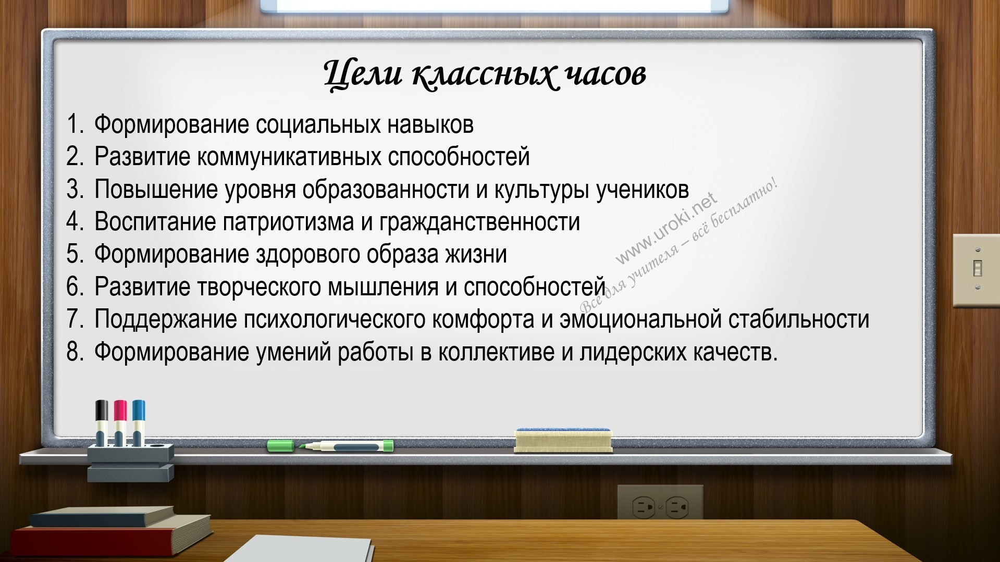 Цели классных часов
1. Формирование социальных навыков
2. Развитие коммуникативных способностей
3. Повышение уровня образованности и культуры учеников
4. Воспитание патриотизма и гражданственности
5. Формирование здорового образа жизни
6. Развитие творческого мышления и способностей
7. Поддержание психологического комфорта и эмоциональной стабильности
8. Формирование умений работы в коллективе и лидерских качеств.
www.uroki.net
Всё для учителя – всё бесплатно!